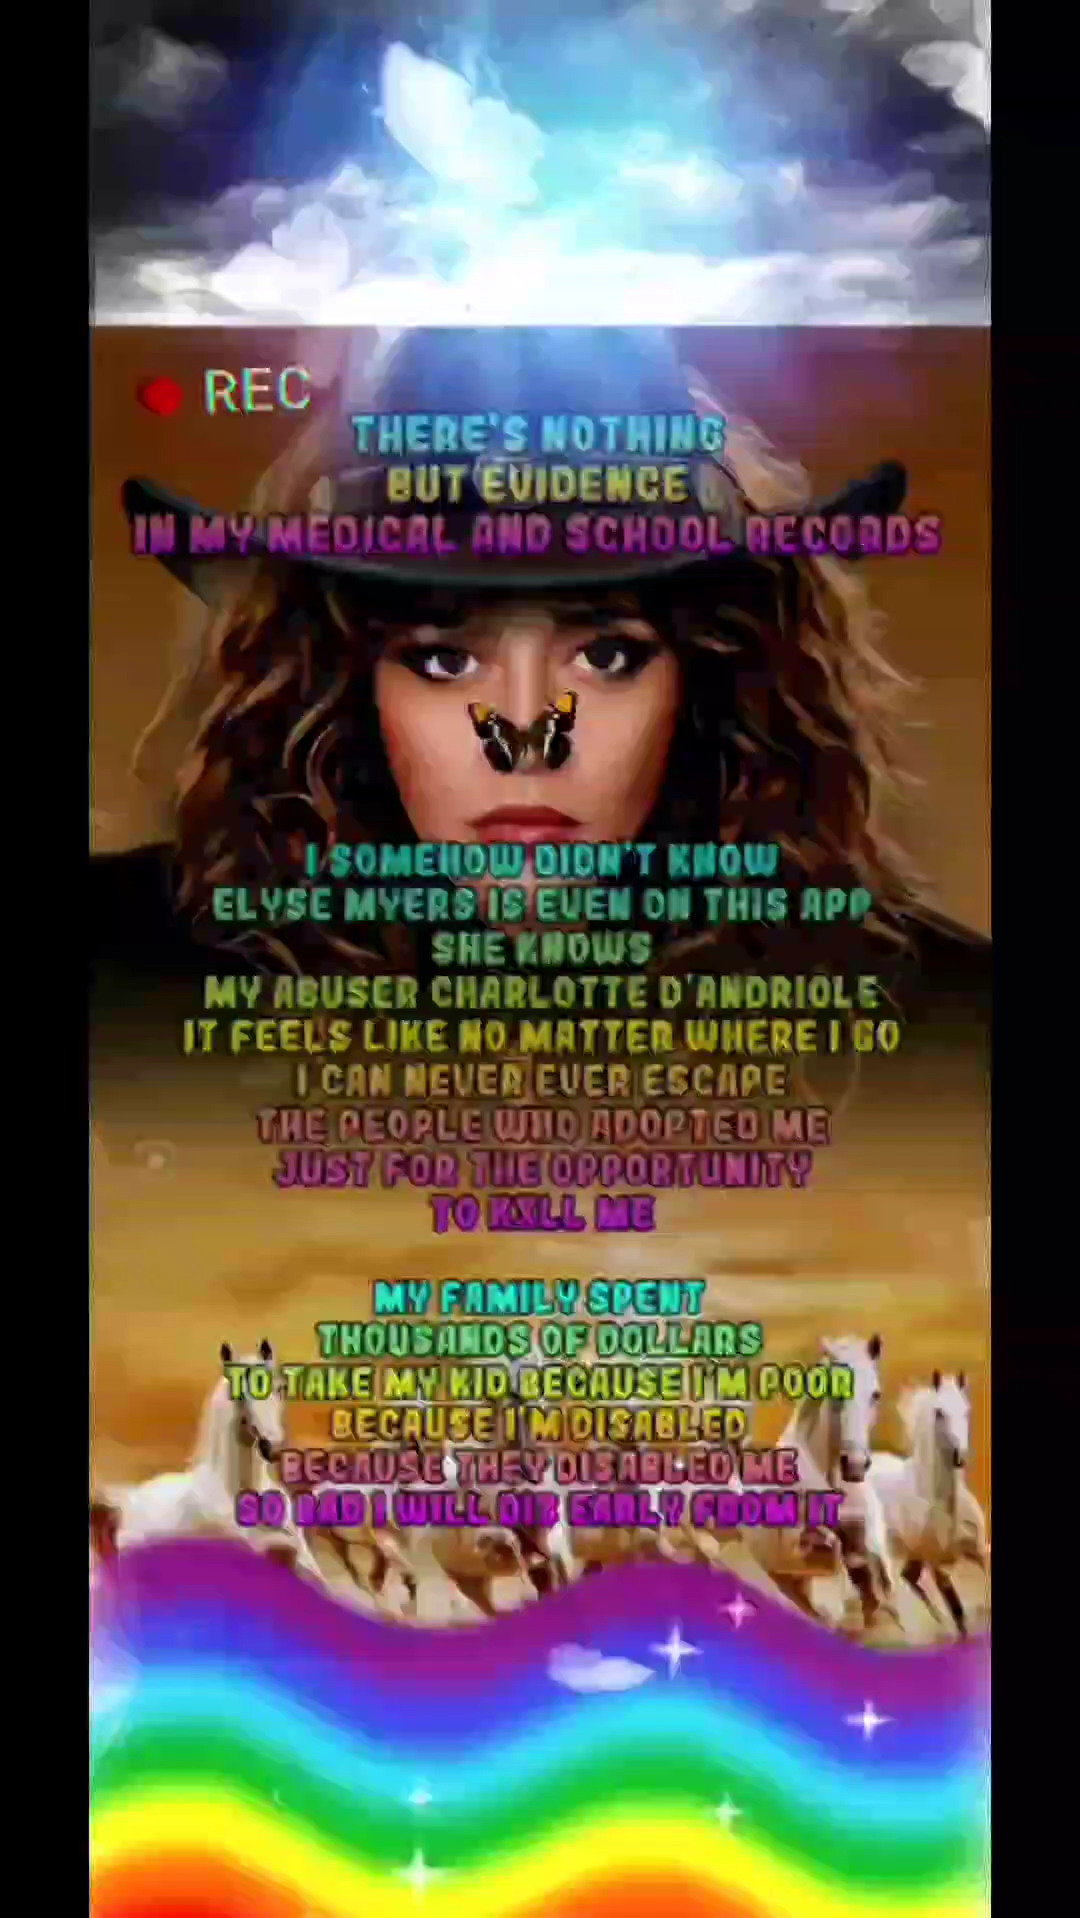 REC
THERE'S NOTHING
BUT EVIDENCE
IN MY MEDICAL AND SCHOOL RECORDS
I SOMEHOW DIDN'T KNOW
ELYSE MYERS IS EVEN ON THIS APP
SHE KNOWS
MY ABUSER CHARLOTTE D'ANDRIOLE
IT FEELS LIKE NO MATTER WHERE I GO
I CAN NEVER EVER ESCAPE
THE PEOPLE WHO ADOPTED ME
JUST FOR THE OPPORTUNITY
TO KXLL ME
MY FAMILY SPENT
THOUSANDS OF DOLLARS
TO TAKE MY KID BECAUSE I'M POOR
BECAUSE I'M DISABLED
BECAUSE THEY DISABLED ME
SO BAD I WILL EARLY FROM IT